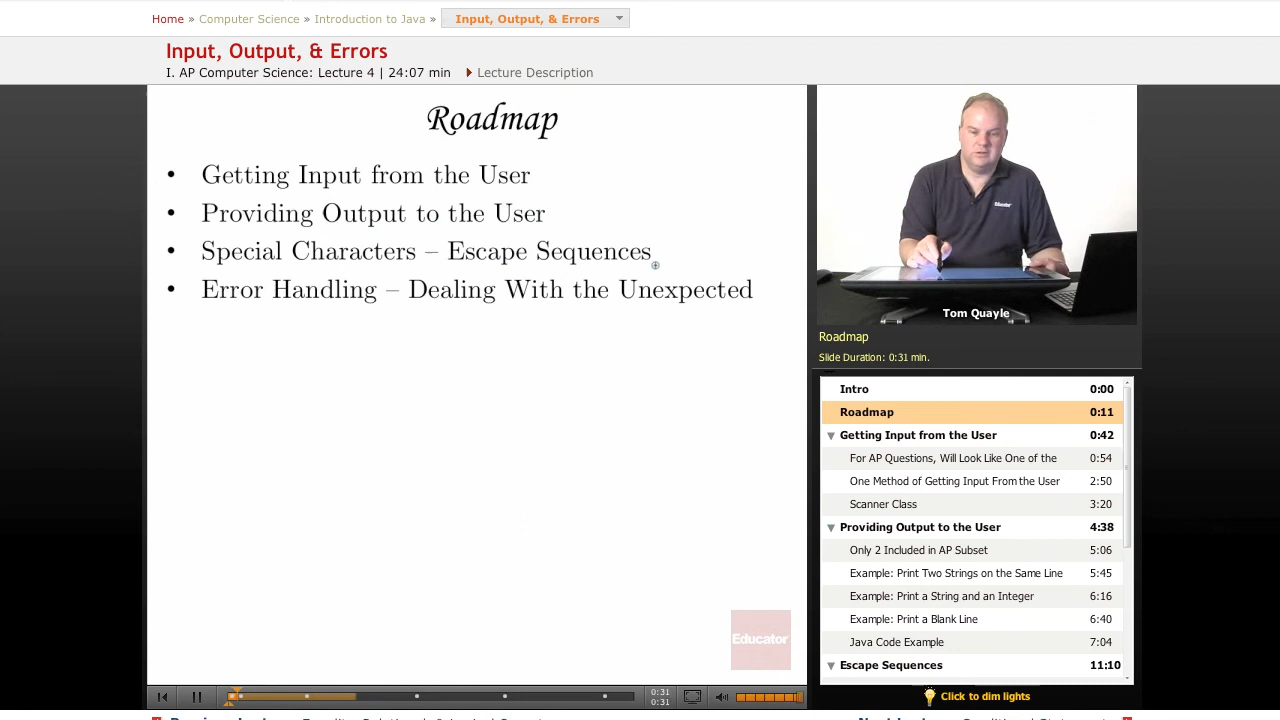 Home » Computer Science » Introduction to Java » Input, Output, & Errors
Input, Output, & Errors
I. AP Computer Science: Lecture 4 | 24:07 min Lecture Description
Roadmap
• Getting Input from the User
• Providing Output to the User
• Special Characters – Escape Sequences
• Error Handling – Dealing With the Unexpected
Educator
Tom Quayle
Roadmap
Slide Duration: 0:31 min.
Intro 0:00
Roadmap 0:11
Getting Input from the User 0:42
For AP Questions, Will Look Like One of the 0:54
One Method of Getting Input From the User 2:50
Scanner Class 3:20
Providing Output to the User 4:38
Only 2 Included in AP Subset 5:06
Example: Print Two Strings on the Same Line 5:45
Example: Print a String and an Integer 6:16
Example: Print a Blank Line 6:40
Java Code Example 7:04
Escape Sequences 11:10
0:31
0:31
Click to dim lights